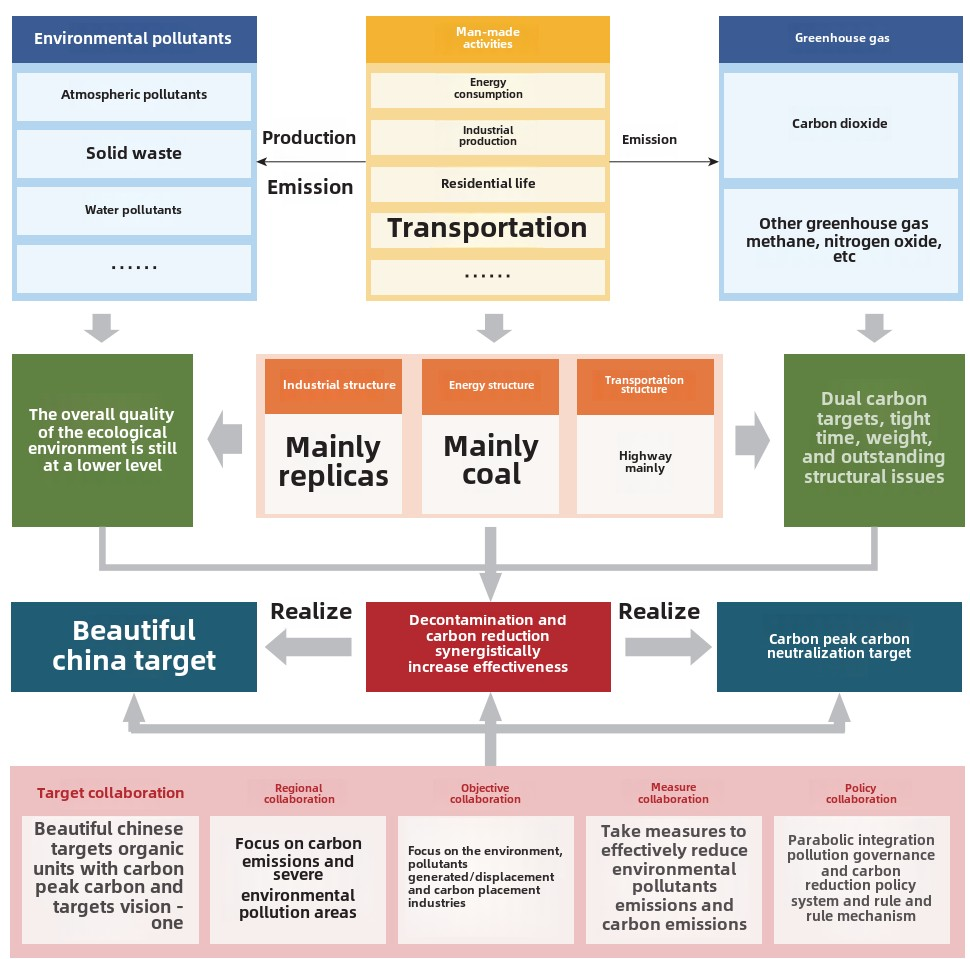 Environmental pollutants
Man-made
activities
Greenhouse gas
Atmospheric pollutants
Solid waste
Water pollutants
......
Production
Emission
Energy
consumption
Industrial
production
Residential life
Transportation
......
Emission
Carbon dioxide
Other greenhouse gas
methane, nitrogen oxide,
etc
The overall quality
of the ecological
environment is still
at a lower level
Industrial structure
Mainly
replicas
Energy structure
Mainly
coal
Transportation
structure
Highway
mainly
Dual carbon
targets, tight
time, weight,
and outstanding
structural issues
Beautiful
china target
Realize
Decontamination and
carbon reduction
synergistically
increase effectiveness
Realize
Carbon peak carbon
neutralization target
Target collaboration
Beautiful chinese
targets organic
units with carbon
peak carbon and
targets vision -
one
Regional
collaboration
Focus on carbon
emissions and
severe
environmental
pollution areas
Objective
collaboration
Focus on the environment,
pollutants
generated/displacement
and carbon placement
industries
Measure
collaboration
Take measures to
effectively reduce
environmental
pollutants
emissions and
carbon emissions
Policy
collaboration
Parabolic integration
pollution governance
and carbon
reduction policy
system and rule and
rule mechanism